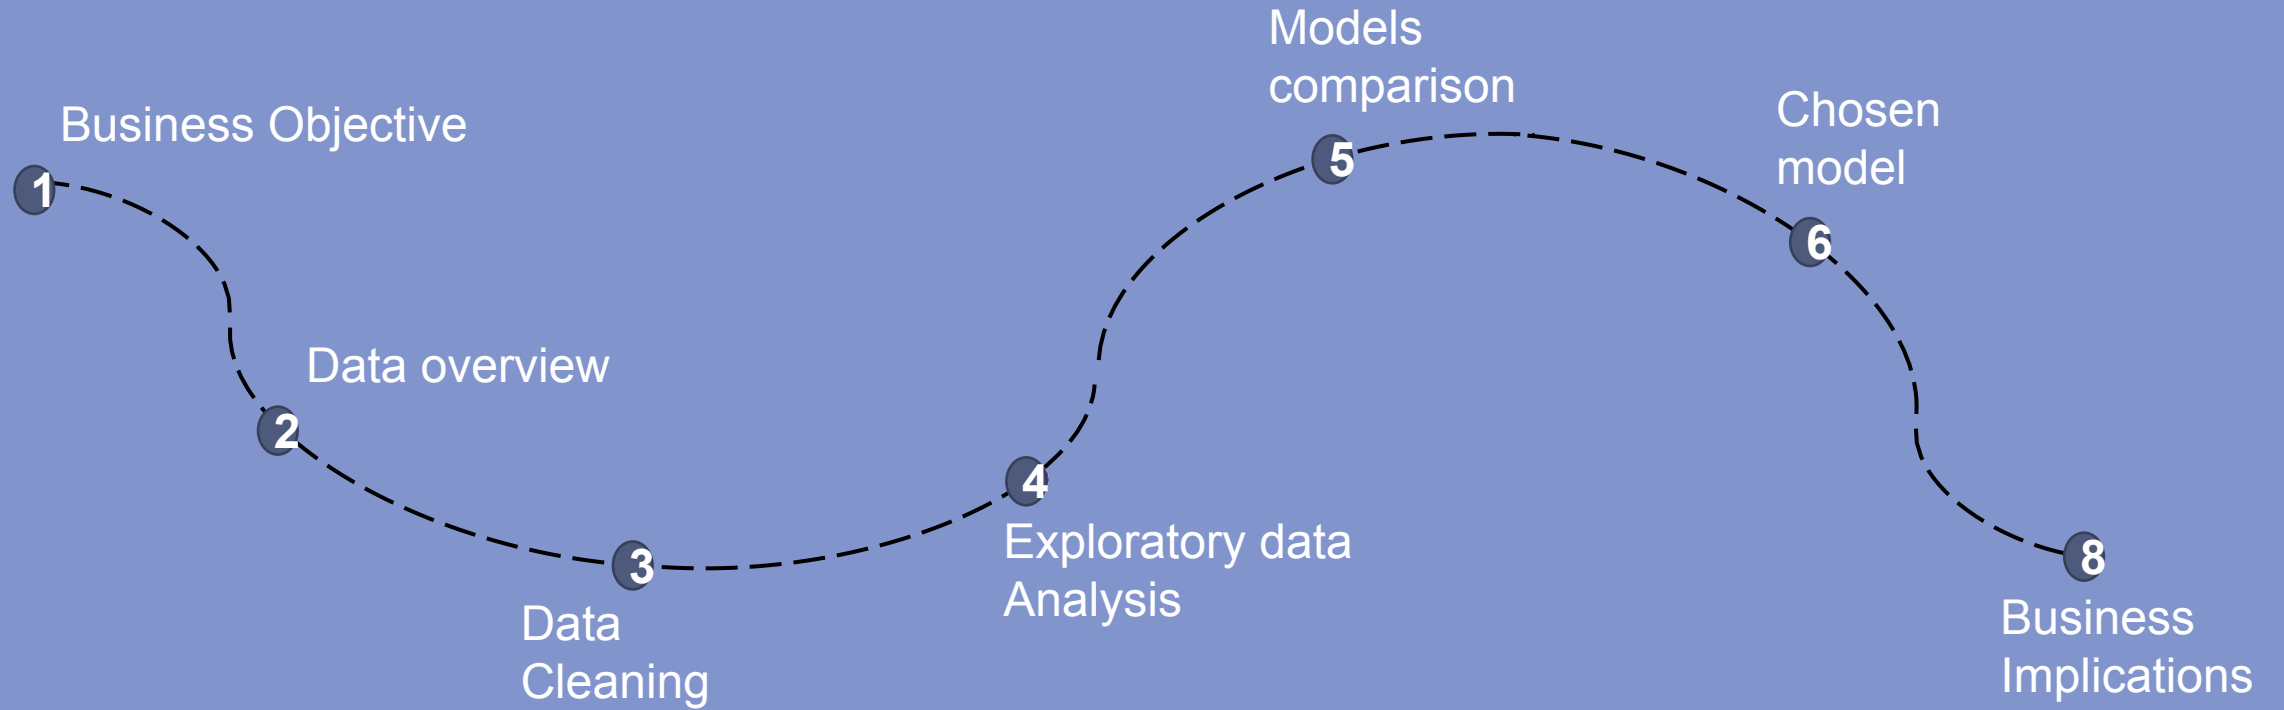 1
Business Objective
2
Data overview
3
Data
Cleaning
4
Exploratory data
Analysis
5
Models
comparison
6
Chosen
model
8
Business
Implications